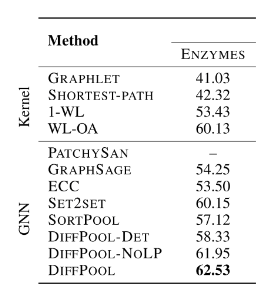 Method
ENZYMES
Kernel
GRAPHLET 41.03
SHORTEST-PATH 42.32
1-WL 53.43
WL-OA 60.13
GNN
PATCHYSAN –
GRAPHSAGE 54.25
ECC 53.50
SET2SET 60.15
SORTPOOL 57.12
DIFFPOOL-DET 58.33
DIFFPOOL-NOLP 61.95
DIFFPOOL 62.53